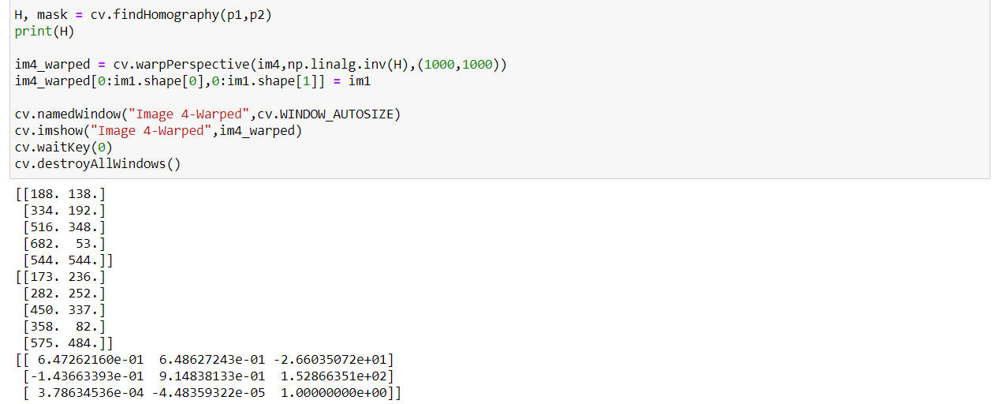 H, mask = cv.findHomography(p1,p2)
print(H)
im4_warped = cv.warpPerspective(im4,np.linalg.inv(H),(1000,1000))
im4_warped[0:im1.shape[0],0:im1.shape[1]] = im1
cv.namedWindow("Image 4-Warped",cv.WINDOW_AUTOSIZE)
cv.imshow("Image 4-Warped",im4_warped)
cv.waitKey(0)
cv.destroyAllWindows()
[[188. 138.]
 [334. 192.]
 [516. 348.]
 [682.  53.]
 [544. 544.]]
[[173. 236.]
 [282. 252.]
 [450. 337.]
 [358.  82.]
 [575. 484.]]
[[ 6.47262160e-01  6.48627243e-01 -2.66035072e+01]
 [-1.43663393e-01  9.14838133e-01  1.52866351e+02]
 [ 3.78634536e-04 -4.48359322e-05  1.00000000e+00]]